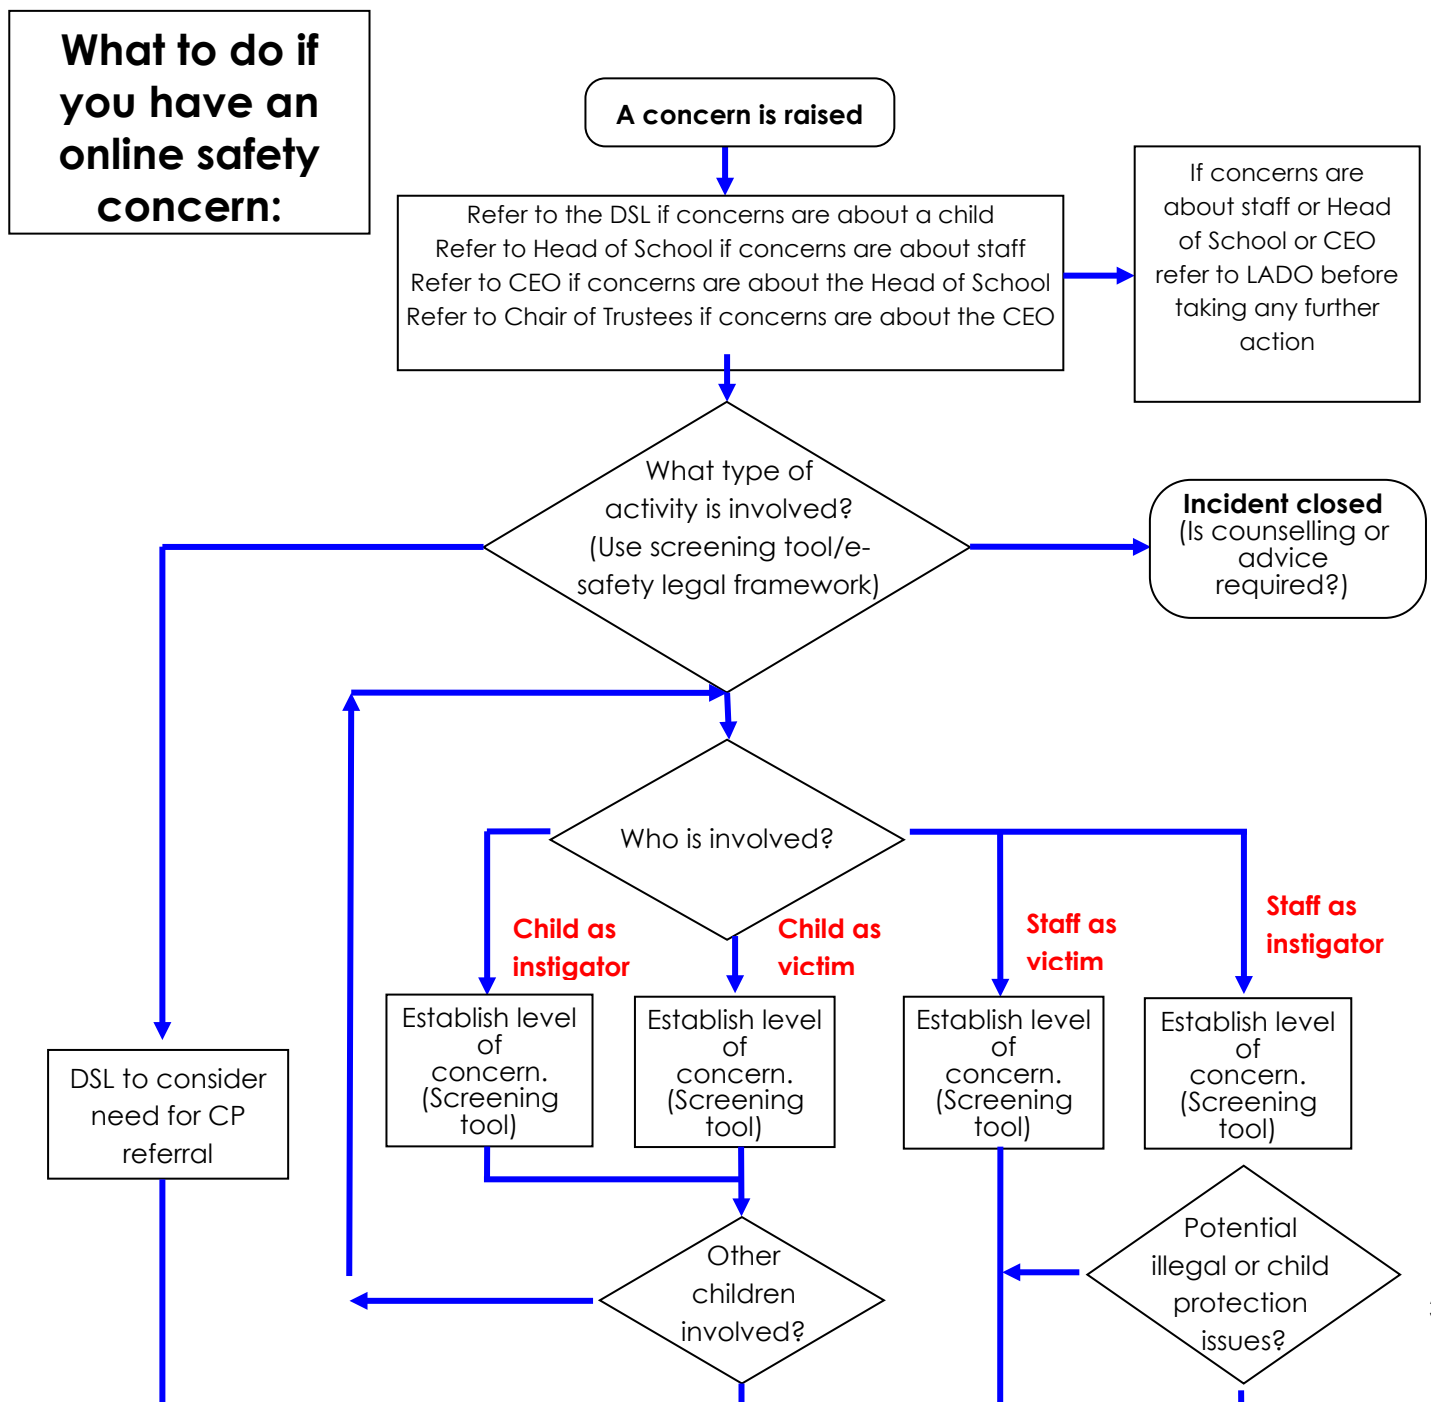 What to do if
you have an
online safety
concern:
A concern is raised
Refer to the DSL if concerns are about a child
Refer to Head of School if concerns are about staff
Refer to CEO if concerns are about the Head of School
Refer to Chair of Trustees if concerns are about the CEO
If concerns are
about staff or Head
of School or CEO
refer to LADO before
taking any further
action
What type of
activity is involved?
(Use screening tool/e-
safety legal framework)
Incident closed
(Is counselling or
advice
required?)
Who is involved?
Child as
instigator
Child as
victim
Staff as
victim
Staff as
instigator
Establish level
of
concern.
(Screening
tool)
Establish level
of
concern.
(Screening
tool)
Establish level
of
concern.
(Screening
tool)
Establish level
of
concern.
(Screening
tool)
DSL to consider
need for CP
referral
Other
children
involved?
Potential
illegal or child
protection
issues?